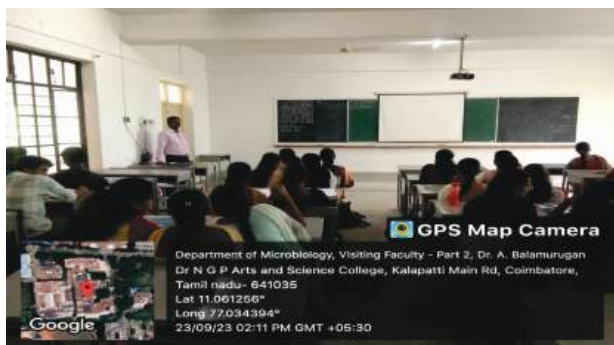 GPS Map Camera
Department of Microbiology, Visiting Faculty - Part 2, Dr. A. Balamurugan
Dr N G P Arts and Science College, Kalapatti Main Rd, Coimbatore,
Tamil nadu- 641035
Lat 11.061256°
Long 77.034394°
23/09/23 02:11 PM GMT +05:30
Google